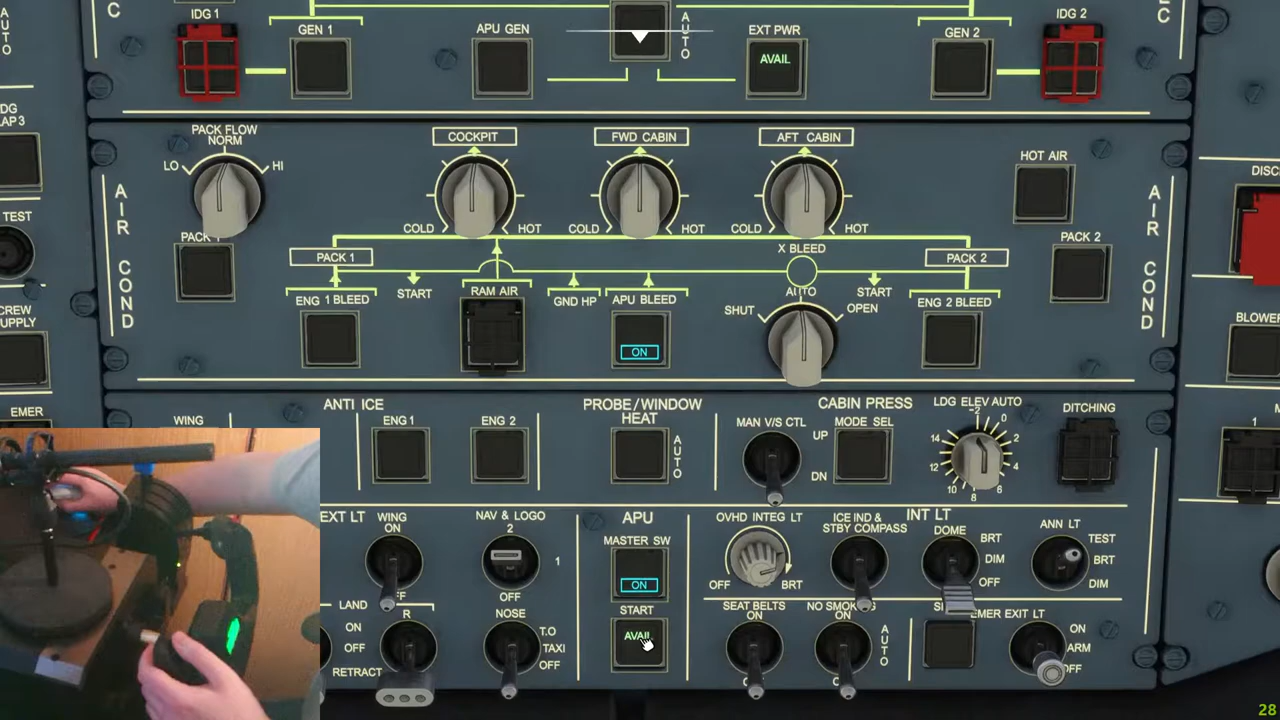 C
IDG 1
GEN 1
APU GEN
AUTO
EXT PWR
AVAIL
GEN 2
IDG 2
EC
AUTO
PACK FLOW
NORM
LO
HI
COCKPIT
FWD CABIN
AFT CABIN
HOT AIR
AIR COND
COLD
HOT
COLD
HOT
COLD
HOT
AIR COND
DISC
TEST
PACK 1
PACK 1
X BLEED
PACK 2
PACK 2
START
RAM AIR
GND HP
APU BLEED
AUTO
START
ENG 1 BLEED
ENG 2 BLEED
SHUT
OPEN
ON
BLOWER
EMER
WING
ANTI ICE
ENG 1
ENG 2
PROBE/WINDOW
HEAT
AUTO
CABIN PRESS
MAN V/S CTL
UP
DN
MODE SEL
LDG ELEV AUTO
-2
0
2
4
6
8
10
12
14
DITCHING
1
EXT LT
WING
ON
NAV & LOGO
2
1
OFF
APU
MASTER SW
ON
START
AVAIL
OVHD INTEG LT
OFF
BRT
ICE IND &
STBY COMPASS
INT LT
DOME
BRT
DIM
OFF
ANN LT
TEST
BRT
DIM
LAND
ON
OFF
RETRACT
R
NOSE
T.O
TAXI
OFF
SEAT BELTS
ON
NO SMOKING
ON
AUTO
EMER EXIT LT
ON
ARM
OFF
28